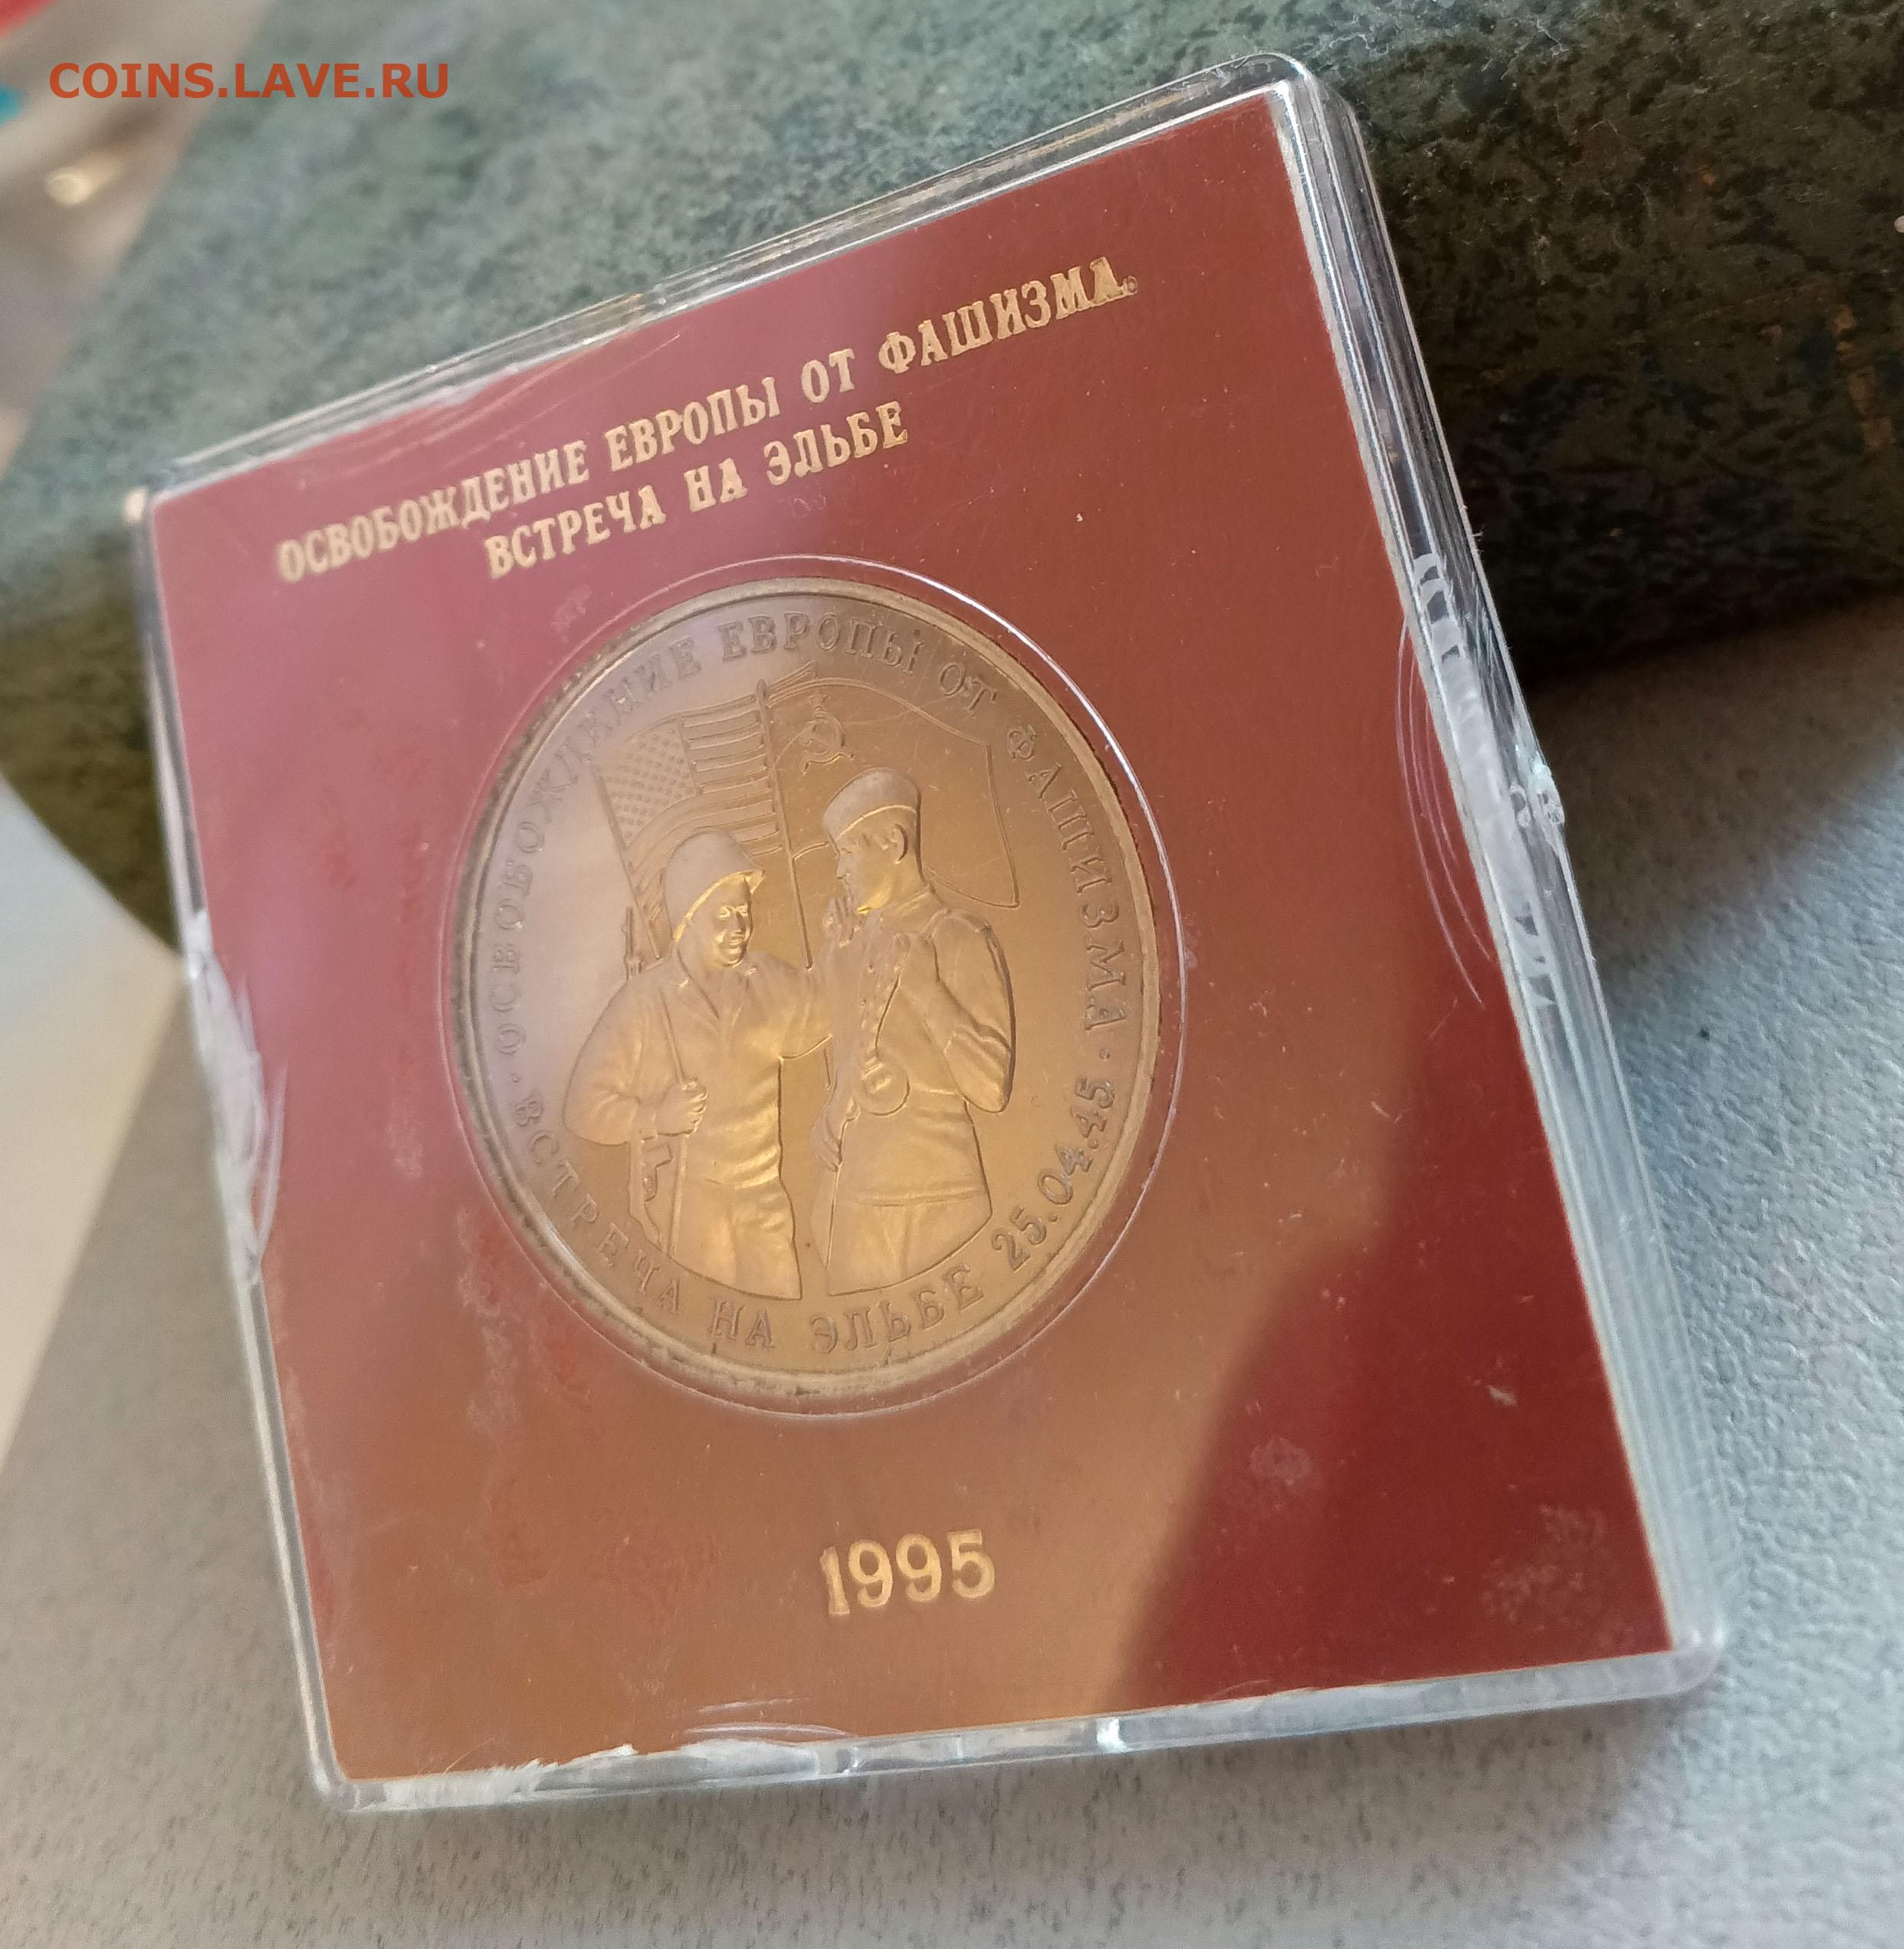 COINS.LAVE.RU
ОСВОБОЖДЕНИЕ ЕВРОПЫ ОТ ФАШИЗМА.
ВСТРЕЧА НА ЭЛЬБЕ
ОСВОБОЖДЕНИЕ ЕВРОПЫ ОТ ФАШИЗМА ·
· ВСТРЕЧА НА ЭЛЬБЕ 25.04.45
1995